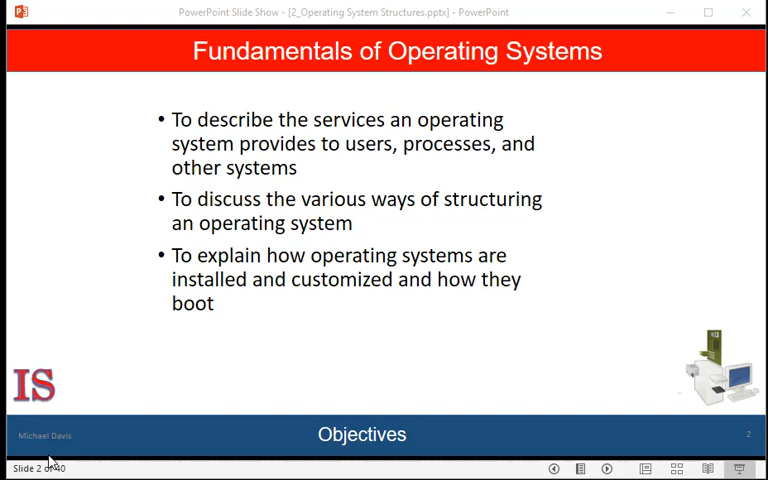 PowerPoint Slide Show - [2_Operating System Structures.pptx] - PowerPoint
Fundamentals of Operating Systems
• To describe the services an operating
system provides to users, processes, and
other systems
• To discuss the various ways of structuring
an operating system
• To explain how operating systems are
installed and customized and how they
boot
IS
Michael Davis
Objectives
2
Slide 2 of 40